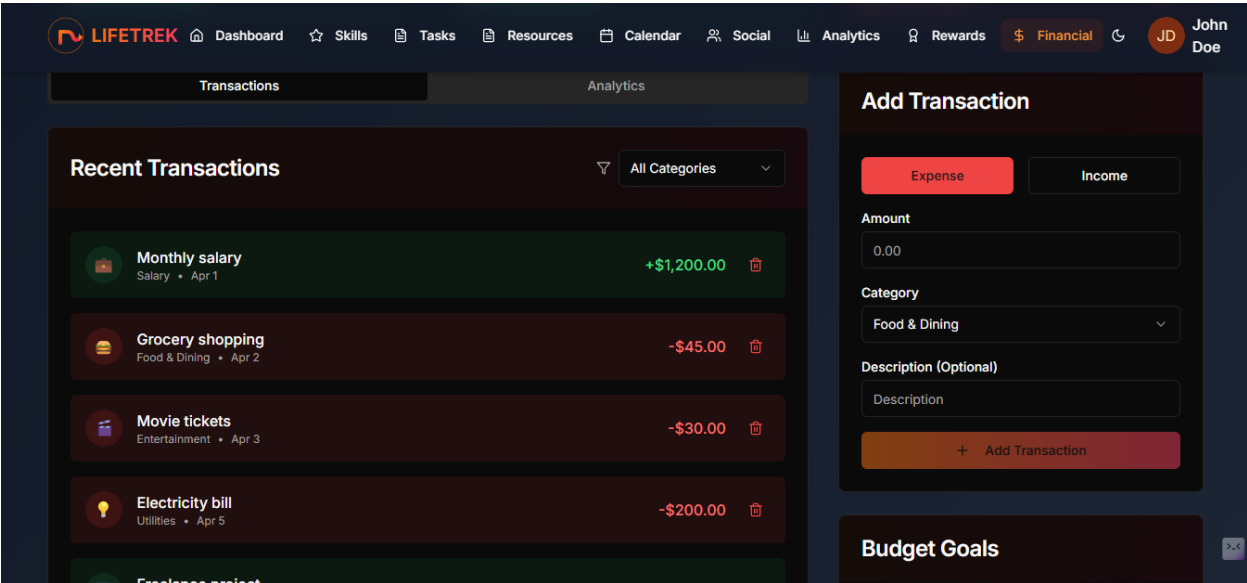 LIFETREK
Dashboard
Skills
Tasks
Resources
Calendar
Social
Analytics
Rewards
$ Financial
JD
John
Doe
Transactions
Analytics
Recent Transactions
All Categories
Monthly salary
Salary • Apr 1
+$1,200.00
Grocery shopping
Food & Dining • Apr 2
-$45.00
Movie tickets
Entertainment • Apr 3
-$30.00
Electricity bill
Utilities • Apr 5
-$200.00
Freelance project
Add Transaction
Expense
Income
Amount
0.00
Category
Food & Dining
Description (Optional)
Description
+ Add Transaction
Budget Goals